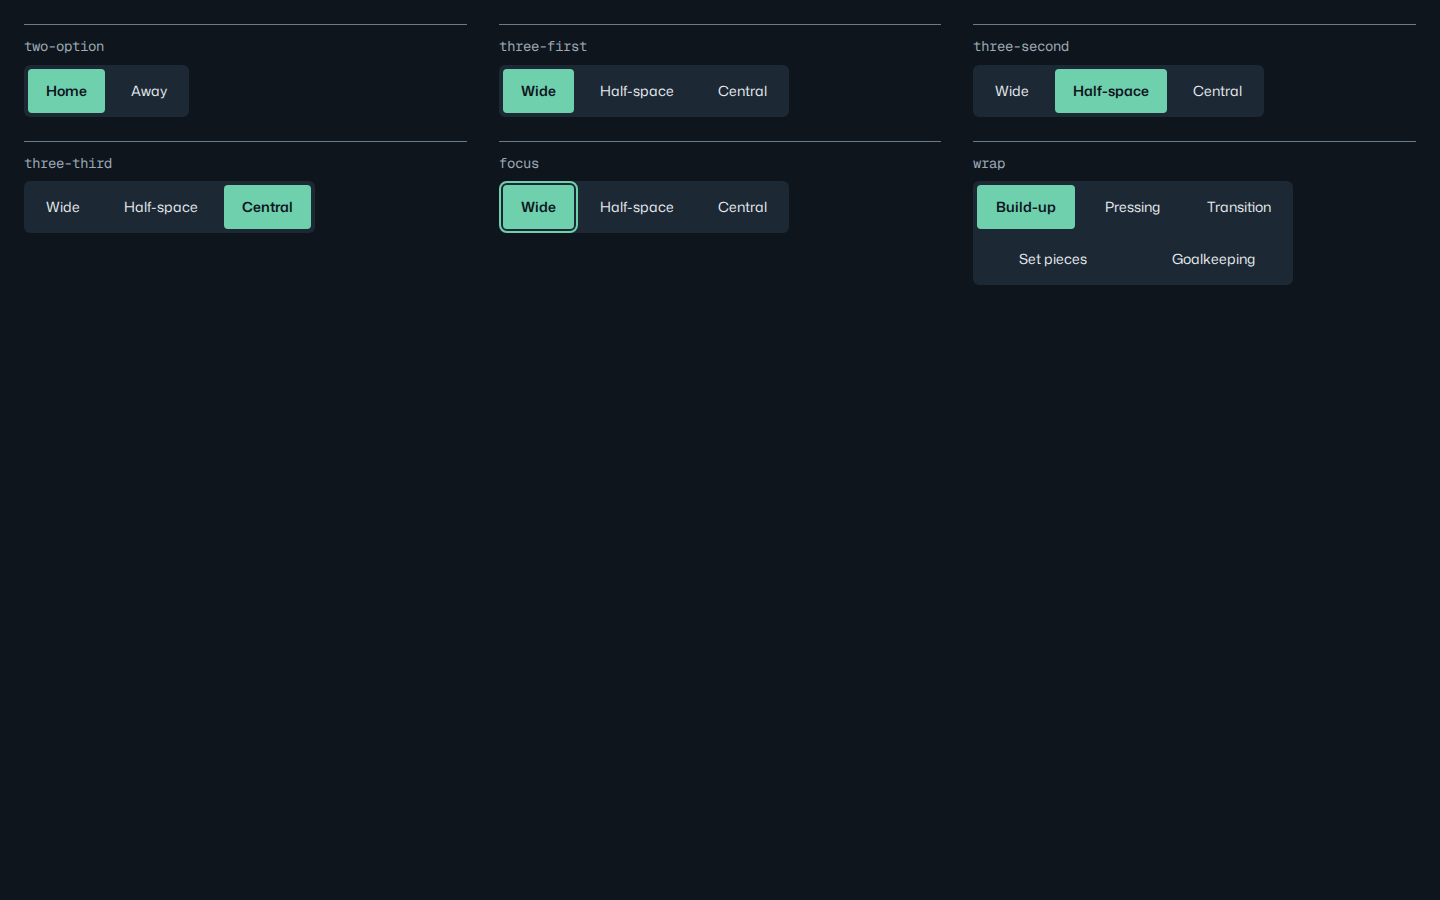 two-option
Home Away
three-first
Wide Half-space Central
three-second
Wide Half-space Central
three-third
Wide Half-space Central
focus
Wide Half-space Central
wrap
Build-up Pressing Transition
Set pieces Goalkeeping